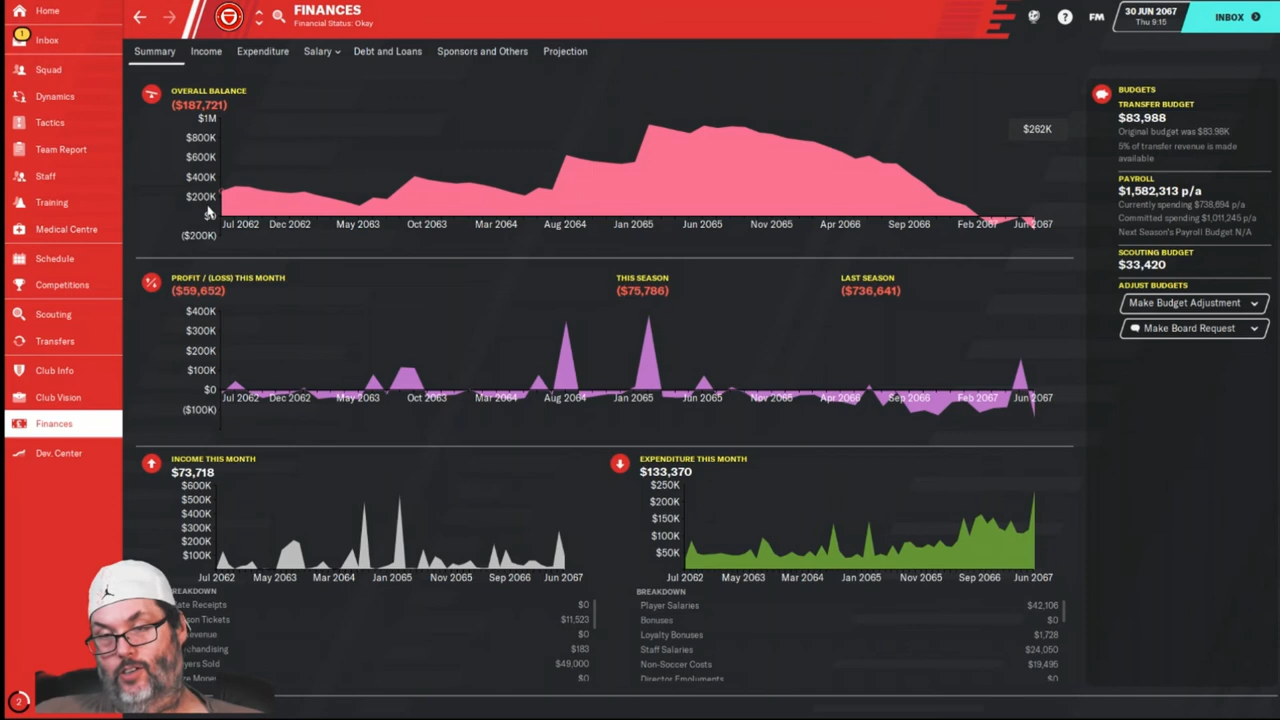 Home
FINANCES
Financial Status: Okay
FM
30 JUN 2067
Thu 9:15
INBOX
1
Inbox
Squad
Dynamics
Tactics
Team Report
Staff
Training
Medical Centre
Schedule
Competitions
Scouting
Transfers
Club Info
Club Vision
Finances
Dev. Center
2
Summary
Income
Expenditure
Salary
Debt and Loans
Sponsors and Others
Projection
OVERALL BALANCE
($187,721)
$1M
$800K
$600K
$400K
$200K
$0
($200K)
$262K
Jul 2062 Dec 2062 May 2063 Oct 2063 Mar 2064 Aug 2064 Jan 2065 Jun 2065 Nov 2065 Apr 2066 Sep 2066 Feb 2067 Jun 2067
PROFIT / (LOSS) THIS MONTH
($59,652)
THIS SEASON
($75,786)
LAST SEASON
($736,641)
$400K
$300K
$200K
$100K
$0
($100K)
Jul 2062 Dec 2062 May 2063 Oct 2063 Mar 2064 Aug 2064 Jan 2065 Jun 2065 Nov 2065 Apr 2066 Sep 2066 Feb 2067 Jun 2067
INCOME THIS MONTH
$73,718
$600K
$500K
$400K
$300K
$200K
$100K
Jul 2062 May 2063 Mar 2064 Jan 2065 Nov 2065 Sep 2066 Jun 2067
Receipts $0
Tickets $11,523
$0
$183
Sold $49,000
$0
EXPENDITURE THIS MONTH
$133,370
$250K
$200K
$150K
$100K
$50K
Jul 2062 May 2063 Mar 2064 Jan 2065 Nov 2065 Sep 2066 Jun 2067
BREAKDOWN
Player Salaries $42,106
Bonuses $0
Loyalty Bonuses $1,728
Staff Salaries $24,050
Non-Soccer Costs $19,495
Director Emoluments $0
BUDGETS
TRANSFER BUDGET
$83,988
Original budget was $83.98K
5% of transfer revenue is made
available
PAYROLL
$1,582,313 p/a
Currently spending $738,694 p/a
Committed spending $1,011,245 p/a
Next Season's Payroll Budget N/A
SCOUTING BUDGET
$33,420
ADJUST BUDGETS
Make Budget Adjustment
Make Board Request